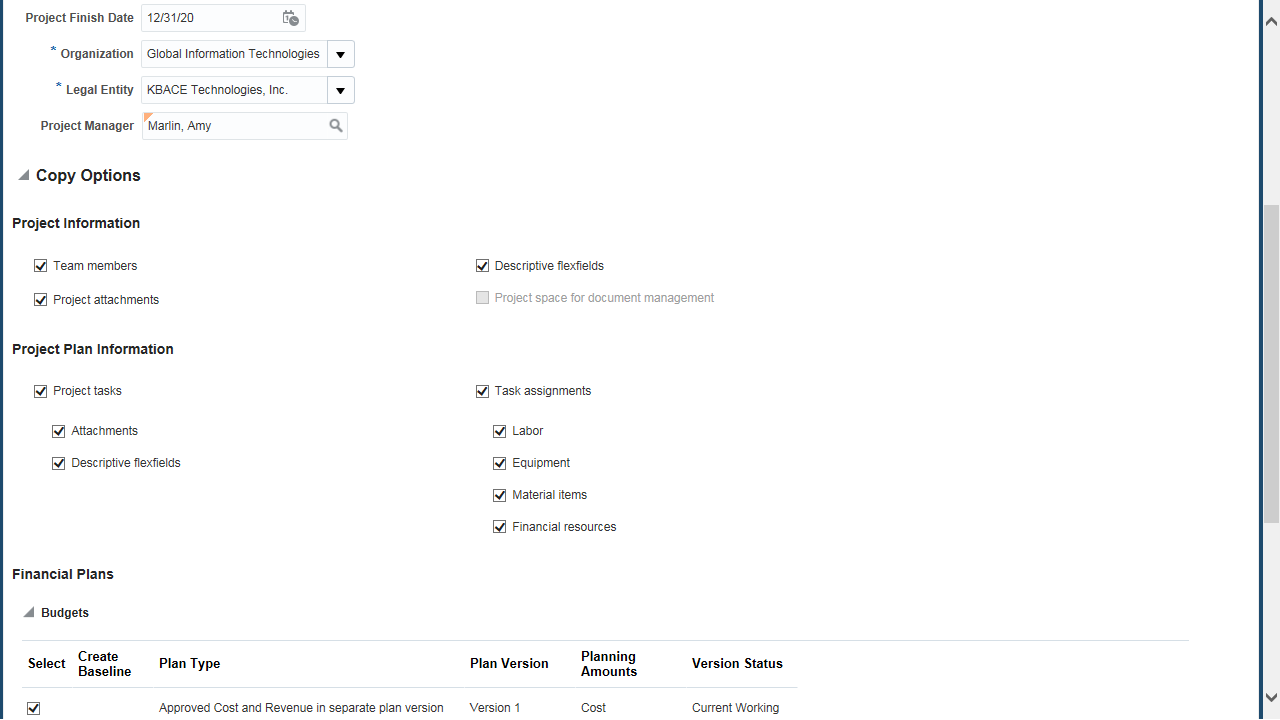 Project Finish Date 12/31/20
* Organization Global Information Technologies
* Legal Entity KBACE Technologies, Inc.
Project Manager Marlin, Amy
Copy Options
Project Information
Team members Descriptive flexfields
Project attachments Project space for document management
Project Plan Information
Project tasks Task assignments
Attachments Labor
Descriptive flexfields Equipment
Material items
Financial resources
Financial Plans
Budgets
Select Create Baseline Plan Type Plan Version Planning Amounts Version Status
Approved Cost and Revenue in separate plan version Version 1 Cost Current Working